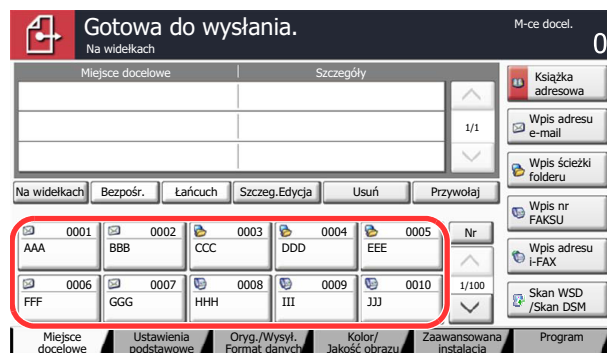 Gotowa do wysłania.
Na widełkach
M-ce docel.
0
Miejsce docelowe
Szczegóły
1/1
Książka
adresowa
Wpis adresu
e-mail
Wpis ścieżki
folderu
Wpis nr
FAKSU
Wpis adresu
i-FAX
Skan WSD
/Skan DSM
Na widełkach
Bezpośr.
Łańcuch
Szczeg.Edycja
Usuń
Przywołaj
0001
AAA
0002
BBB
0003
CCC
0004
DDD
0005
EEE
0006
FFF
0007
GGG
0008
HHH
0009
III
0010
JJJ
Nr
1/100
Miejsce
docelowe
Ustawienia
podstawowe
Oryg./Wysył.
Format danych
Kolor/
Jakość obrazu
Zaawansowana
instalacja
Program